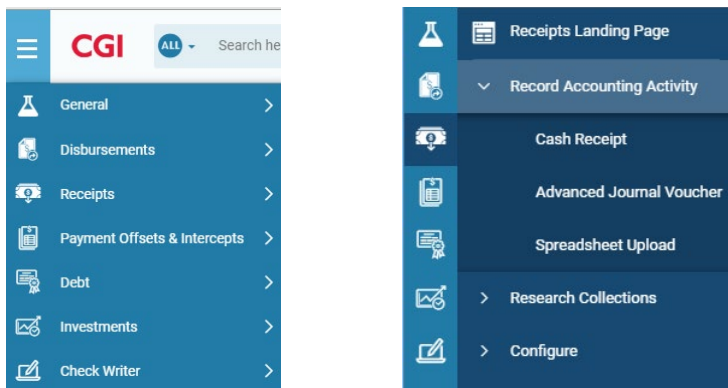 CGI
ALL
Search he
General
Disbursements
Receipts
Payment Offsets & Intercepts
Debt
Investments
Check Writer
Receipts Landing Page
Record Accounting Activity
Cash Receipt
Advanced Journal Voucher
Spreadsheet Upload
Research Collections
Configure